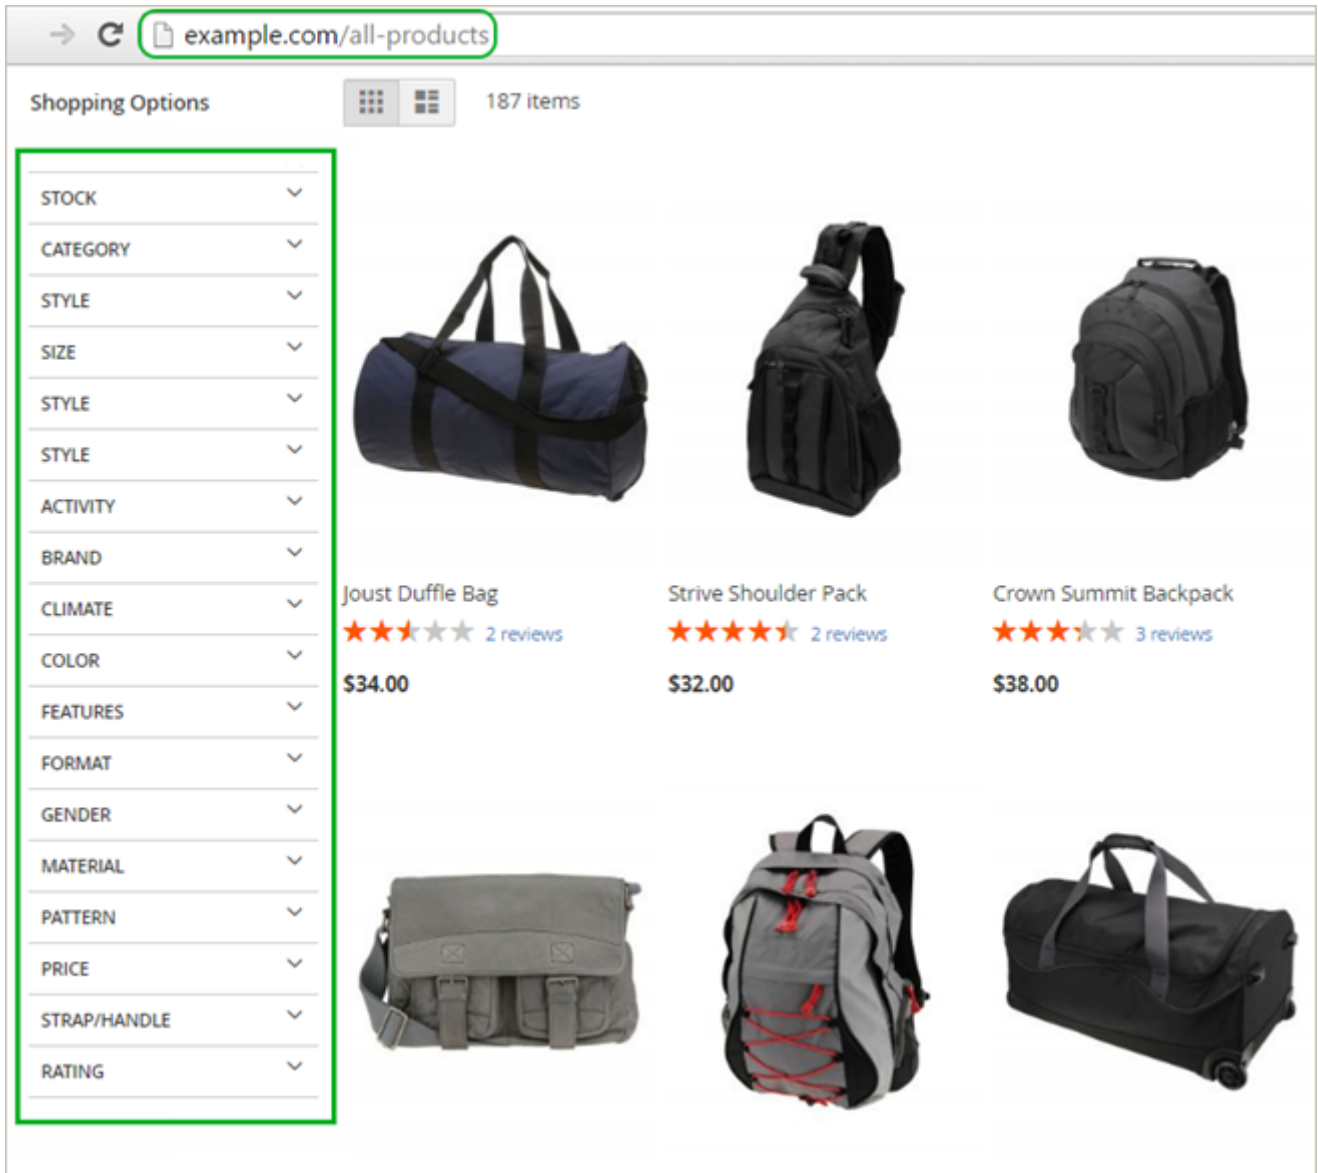 example.com/all-products
Shopping Options
187 items
STOCK
CATEGORY
STYLE
SIZE
STYLE
STYLE
ACTIVITY
BRAND
CLIMATE
COLOR
FEATURES
FORMAT
GENDER
MATERIAL
PATTERN
PRICE
STRAP/HANDLE
RATING
Joust Duffle Bag
2 reviews
$34.00
Strive Shoulder Pack
2 reviews
$32.00
Crown Summit Backpack
3 reviews
$38.00